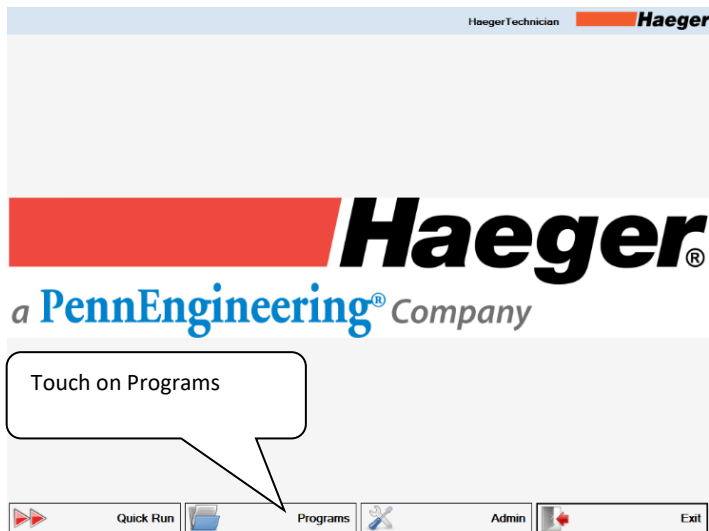 HaegerTechnician Haeger
Haeger®
a PennEngineering® Company
Touch on Programs
Quick Run Programs Admin Exit